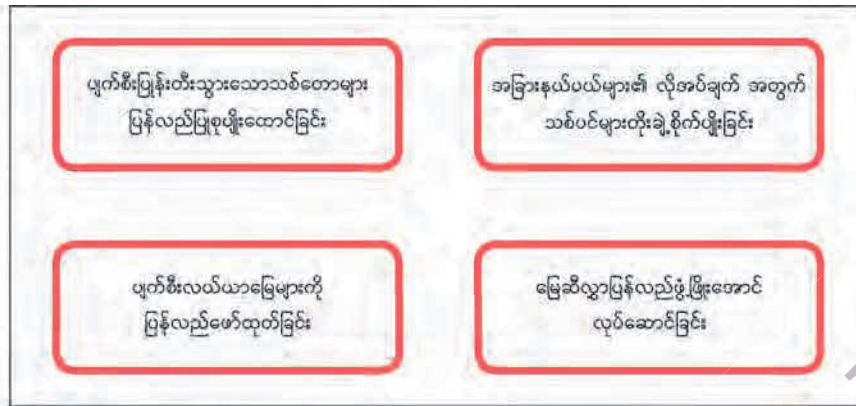 ပျက်စီးပြုန်းတီးသွားသောသစ်တောများ
ပြန်လည်ပြုစုပျိုးထောင်ခြင်း
အခြားနယ်ပယ်များ၏ လိုအပ်ချက် အတွက်
သစ်ပင်များတိုးချဲ့စိုက်ပျိုးခြင်း
ပျက်စီးလယ်ယာမြေများကို
ပြန်လည်ဖော်ထုတ်ခြင်း
မြေဆီလွှာပြန်လည်ဖွံ့ဖြိုးအောင်
လုပ်ဆောင်ခြင်း